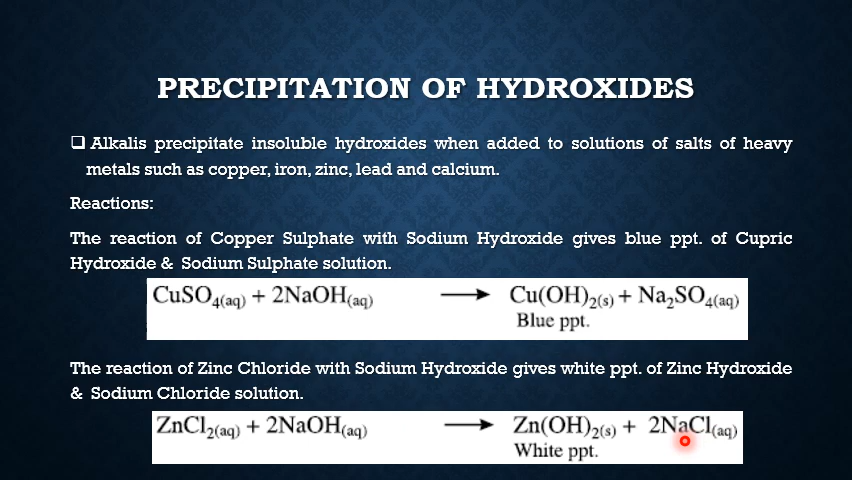 PRECIPITATION OF HYDROXIDES
❑ Alkalis precipitate insoluble hydroxides when added to solutions of salts of heavy
metals such as copper, iron, zinc, lead and calcium.
Reactions:
The reaction of Copper Sulphate with Sodium Hydroxide gives blue ppt. of Cupric
Hydroxide & Sodium Sulphate solution.
CuSO₄(aq) + 2NaOH(aq) ⟶ Cu(OH)₂(s) + Na₂SO₄(aq)
Blue ppt.
The reaction of Zinc Chloride with Sodium Hydroxide gives white ppt. of Zinc Hydroxide
& Sodium Chloride solution.
ZnCl₂(aq) + 2NaOH(aq) ⟶ Zn(OH)₂(s) + 2NaCl(aq)
White ppt.